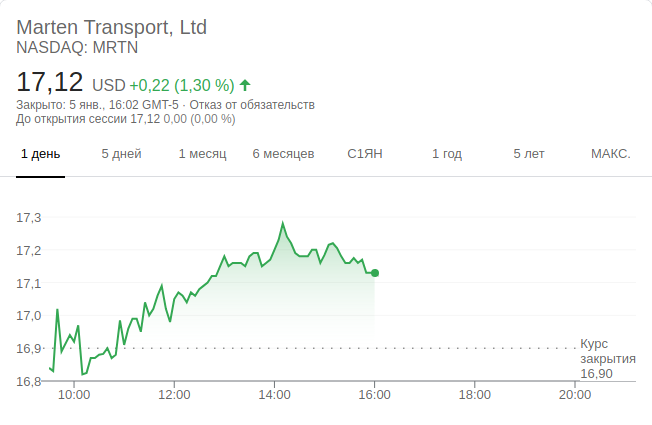 Marten Transport, Ltd
NASDAQ: MRTN
17,12 USD +0,22 (1,30 %)
Закрыто: 5 янв., 16:02 GMT-5 · Отказ от обязательств
До открытия сессии 17,12 0,00 (0,00 %)
1 день 5 дней 1 месяц 6 месяцев С1ЯН 1 год 5 лет МАКС.
17,3
17,2
17,1
17,0
16,9
Курс
закрытия
16,90
16,8
10:00 12:00 14:00 16:00 18:00 20:00